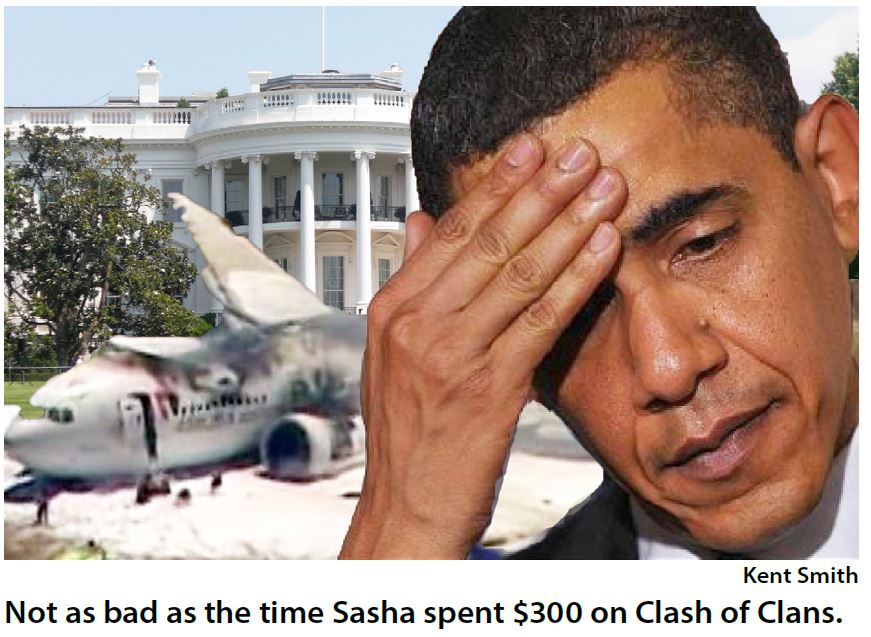 Kent Smith
Not as bad as the time Sasha spent $300 on Clash of Clans.